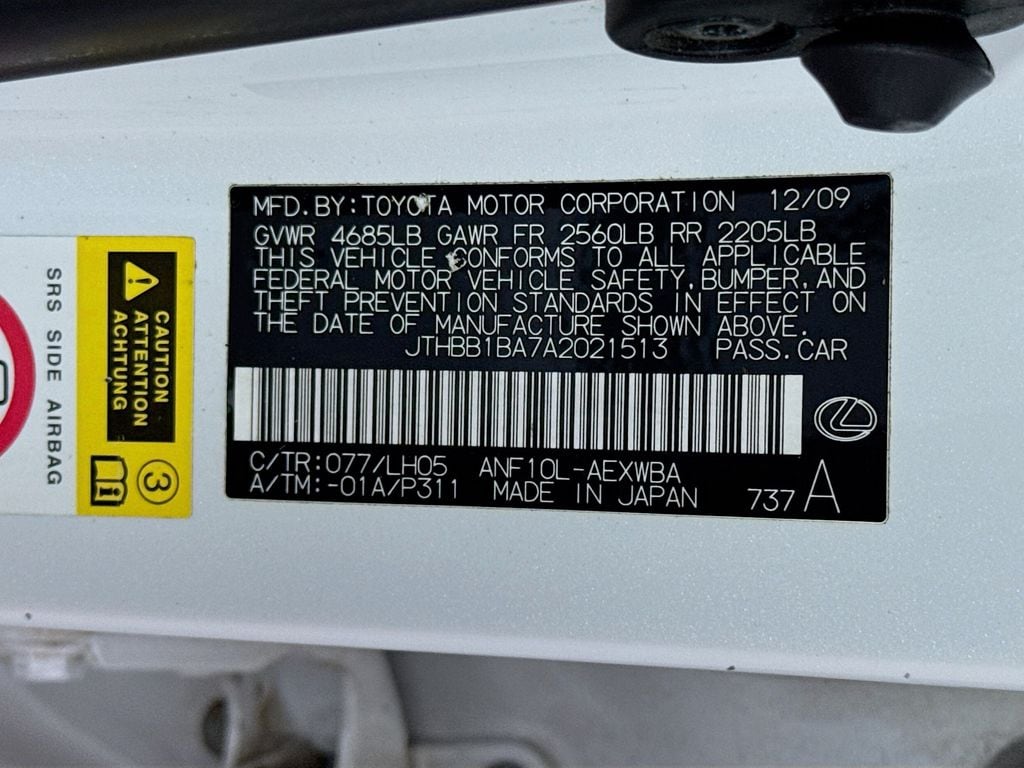 MFD.BY:TOYOTA MOTOR CORPORATION 12/09
GVWR 4685LB GAWR FR 2560LB RR 2205LB
THIS VEHICLE CONFORMS TO ALL APPLICABLE
FEDERAL MOTOR VEHICLE SAFETY,BUMPER,AND
THEFT PREVENTION STANDARDS IN EFFECT ON
THE DATE OF MANUFACTURE SHOWN ABOVE.
JTHBB1BA7A2021513 PASS.CAR
C/TR:077/LH05 ANF10L-AEXWBA
A/TM:-01A/P311 MADE IN JAPAN 737 A
CAUTION
ATTENTION
ACHTUNG
3
SRS SIDE AIRBAG